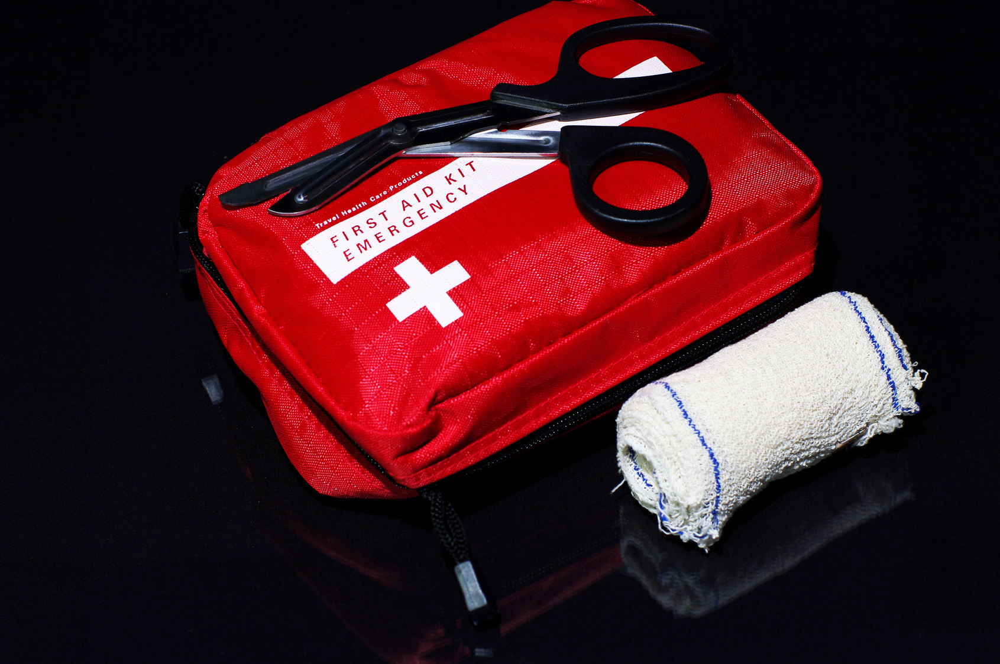 Travel Health Care Products
FIRST AID KIT
EMERGENCY